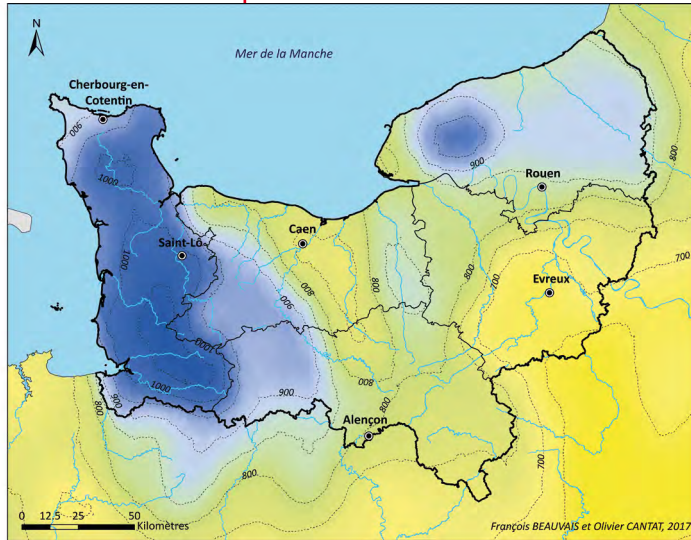 N
Mer de la Manche
Cherbourg-en-
Cotentin
900
1000
1000
Saint-Lô
Caen
900
Rouen
800
800
800
700
700
Evreux
900
800
1000
1000
900
800
900
800
800
Alençon
800
700
0 12,5 25 50
Kilomètres
François BEAUVAIS et Olivier CANTAT, 2017